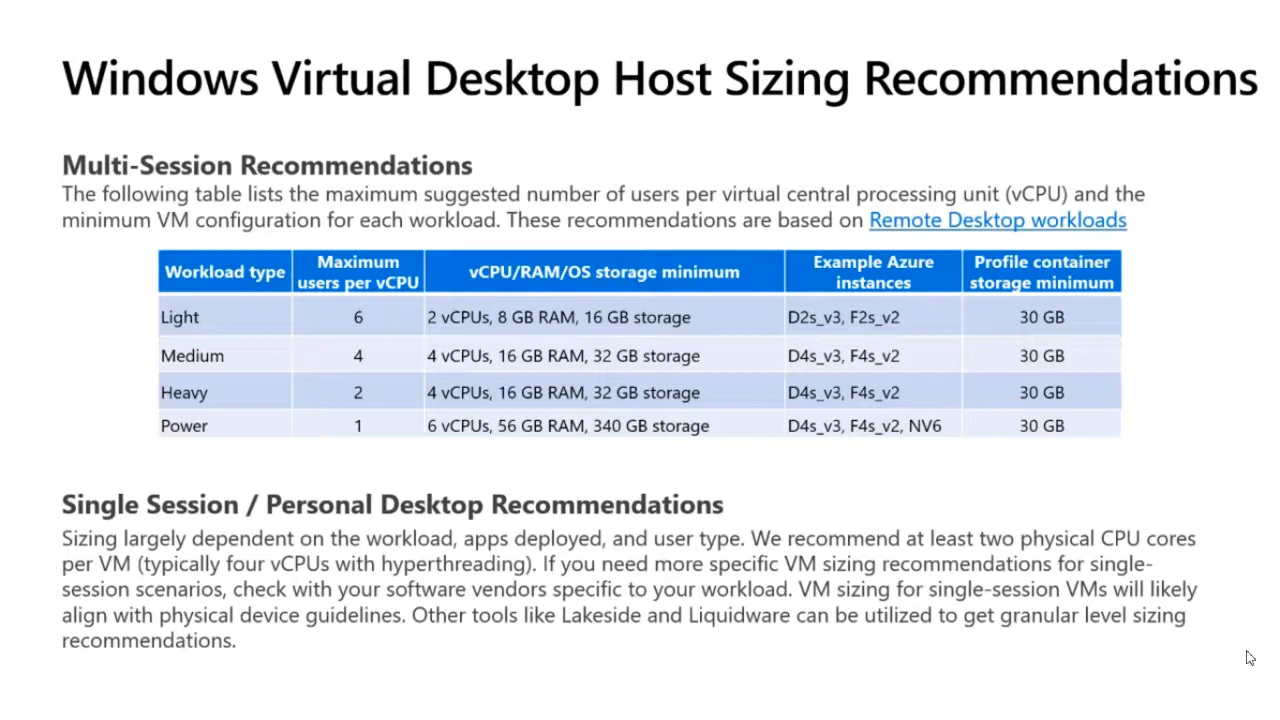 Windows Virtual Desktop Host Sizing Recommendations
Multi-Session Recommendations
The following table lists the maximum suggested number of users per virtual central processing unit (vCPU) and the
minimum VM configuration for each workload. These recommendations are based on Remote Desktop workloads
Workload type Maximum users per vCPU vCPU/RAM/OS storage minimum Example Azure instances Profile container storage minimum
Light 6 2 vCPUs, 8 GB RAM, 16 GB storage D2s_v3, F2s_v2 30 GB
Medium 4 4 vCPUs, 16 GB RAM, 32 GB storage D4s_v3, F4s_v2 30 GB
Heavy 2 4 vCPUs, 16 GB RAM, 32 GB storage D4s_v3, F4s_v2 30 GB
Power 1 6 vCPUs, 56 GB RAM, 340 GB storage D4s_v3, F4s_v2, NV6 30 GB
Single Session / Personal Desktop Recommendations
Sizing largely dependent on the workload, apps deployed, and user type. We recommend at least two physical CPU cores
per VM (typically four vCPUs with hyperthreading). If you need more specific VM sizing recommendations for single-
session scenarios, check with your software vendors specific to your workload. VM sizing for single-session VMs will likely
align with physical device guidelines. Other tools like Lakeside and Liquidware can be utilized to get granular level sizing
recommendations.